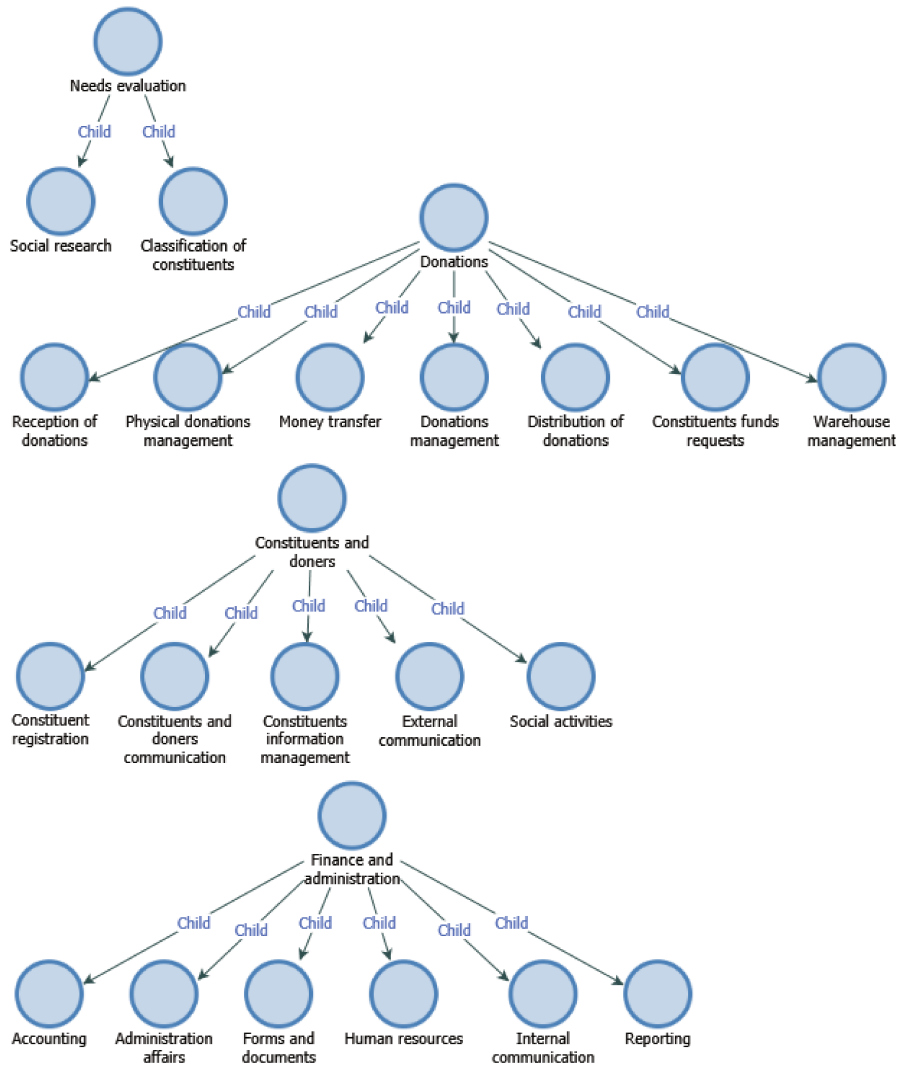 Needs evaluation
Child
Child
Social research
Classification of
constituents
Donations
Child
Child
Child
Child
Child
Child
Child
Reception of
donations
Physical donations
management
Money transfer
Donations
management
Distribution of
donations
Constituents funds
requests
Warehouse
management
Constituents and
doners
Child
Child
Child
Child
Child
Constituent
registration
Constituents and
doners
communication
Constituents
information
management
External
communication
Social activities
Finance and
administration
Child
Child
Child
Child
Child
Child
Accounting
Administration
affairs
Forms and
documents
Human resources
Internal
communication
Reporting